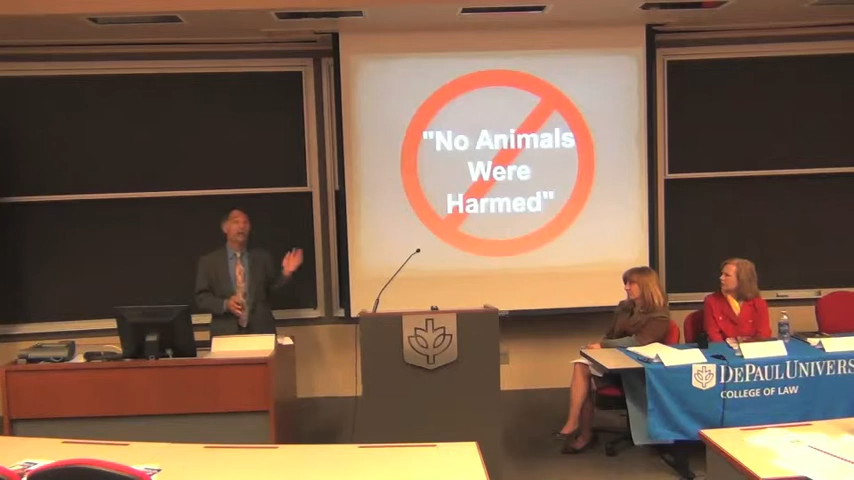 "No Animals
Were
Harmed"
DEPAUL UNIVERS
COLLEGE OF LAW